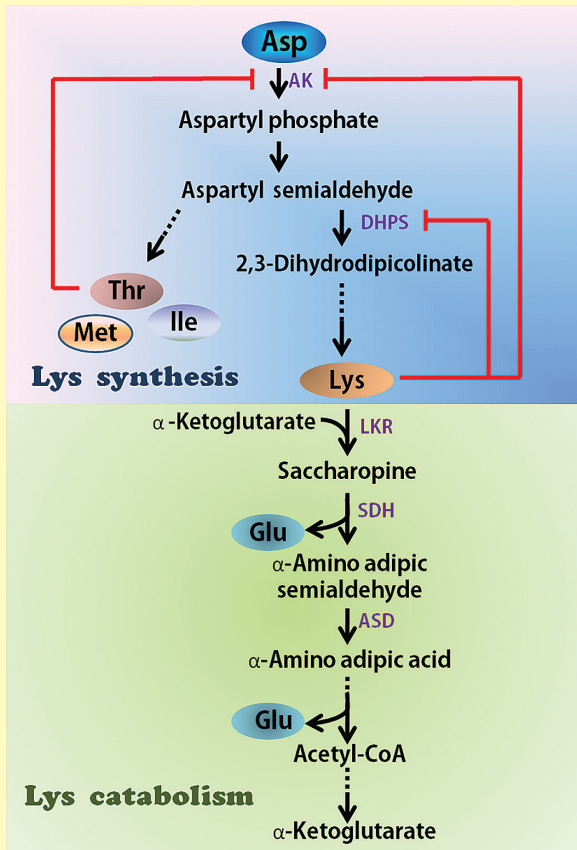 Asp
AK
Aspartyl phosphate
Aspartyl semialdehyde
DHPS
2,3-Dihydrodipicolinate
Thr
Ile
Met
Lys synthesis
Lys
α-Ketoglutarate
LKR
Saccharopine
SDH
Glu
α-Amino adipic
semialdehyde
ASD
α-Amino adipic acid
Glu
Acetyl-CoA
Lys catabolism
α-Ketoglutarate